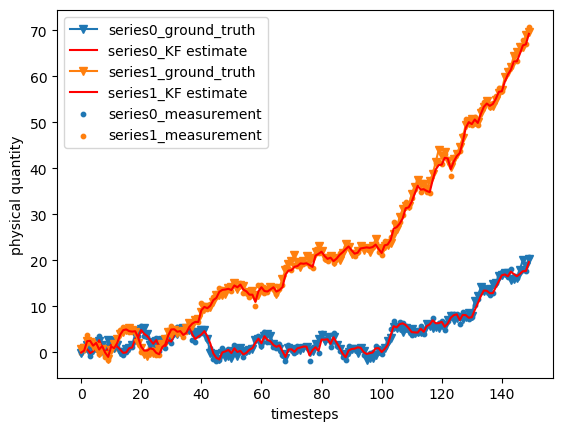 series0_ground_truth
series0_KF estimate
series1_ground_truth
series1_KF estimate
series0_measurement
series1_measurement
physical quantity
70
60
50
40
30
20
10
0
0 20 40 60 80 100 120 140
timesteps